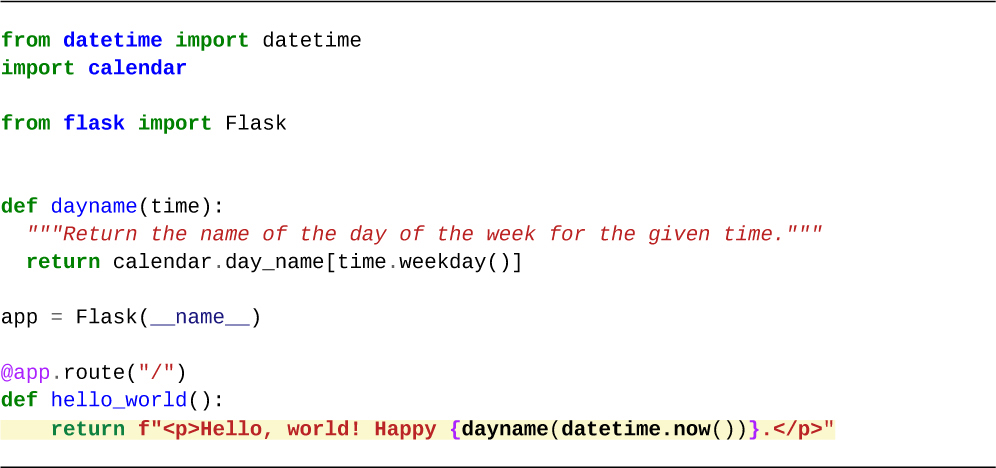 from datetime import datetime
import calendar
from flask import Flask
def dayname(time):
  """Return the name of the day of the week for the given time."""
  return calendar.day_name[time.weekday()]
app = Flask(__name__)
@app.route("/")
def hello_world():
    return f"<p>Hello, world! Happy {dayname(datetime.now())}.</p>"